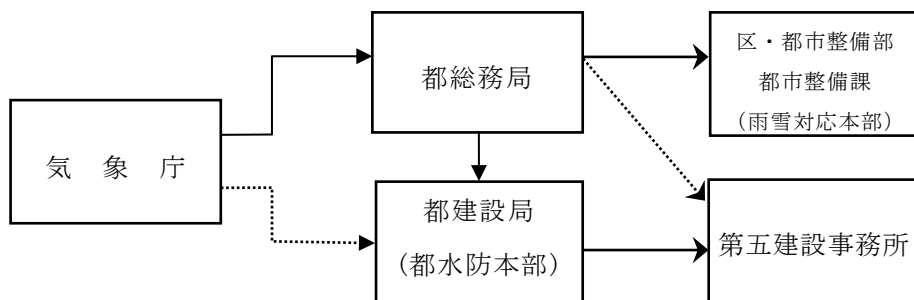 気象庁
都総務局
区・都市整備部
都市整備課
(雨雪対応本部)
都建設局
(都水防本部)
第五建設事務所